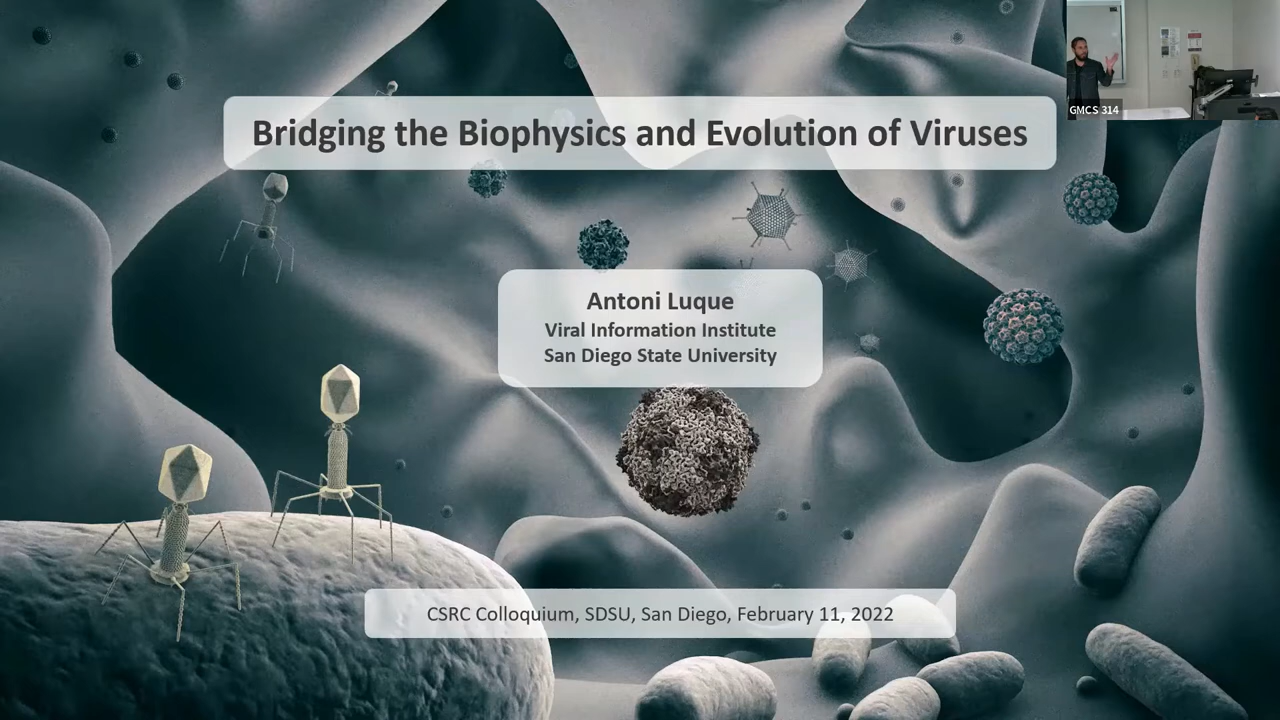 GMCS 314
Bridging the Biophysics and Evolution of Viruses
Antoni Luque
Viral Information Institute
San Diego State University
CSRC Colloquium, SDSU, San Diego, February 11, 2022